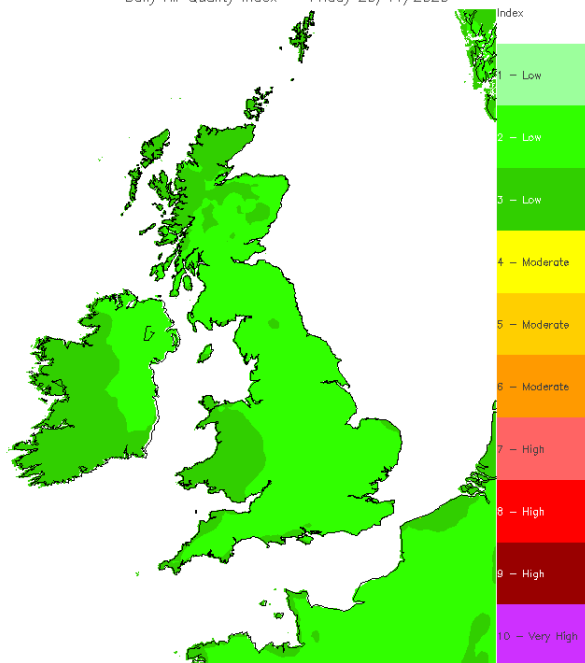 Daily Air Quality Index
Index
1 - Low
2 - Low
3 - Low
4 - Moderate
5 - Moderate
6 - Moderate
7 - High
8 - High
9 - High
10 - Very High